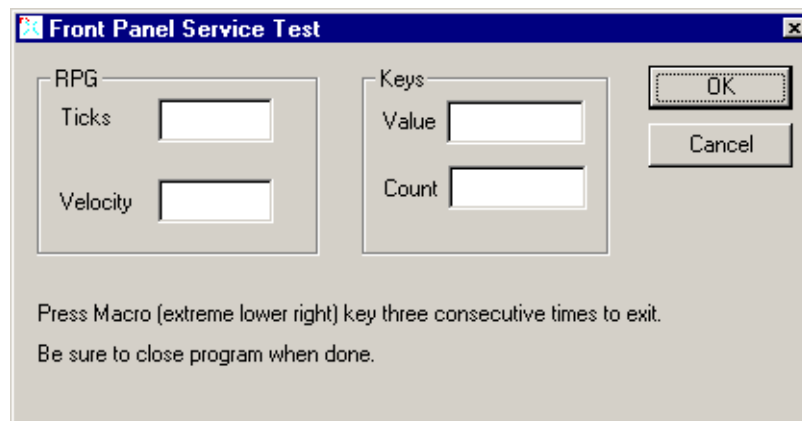 Front Panel Service Test
RPG
Ticks
Velocity
Keys
Value
Count
OK
Cancel
Press Macro (extreme lower right) key three consecutive times to exit.
Be sure to close program when done.